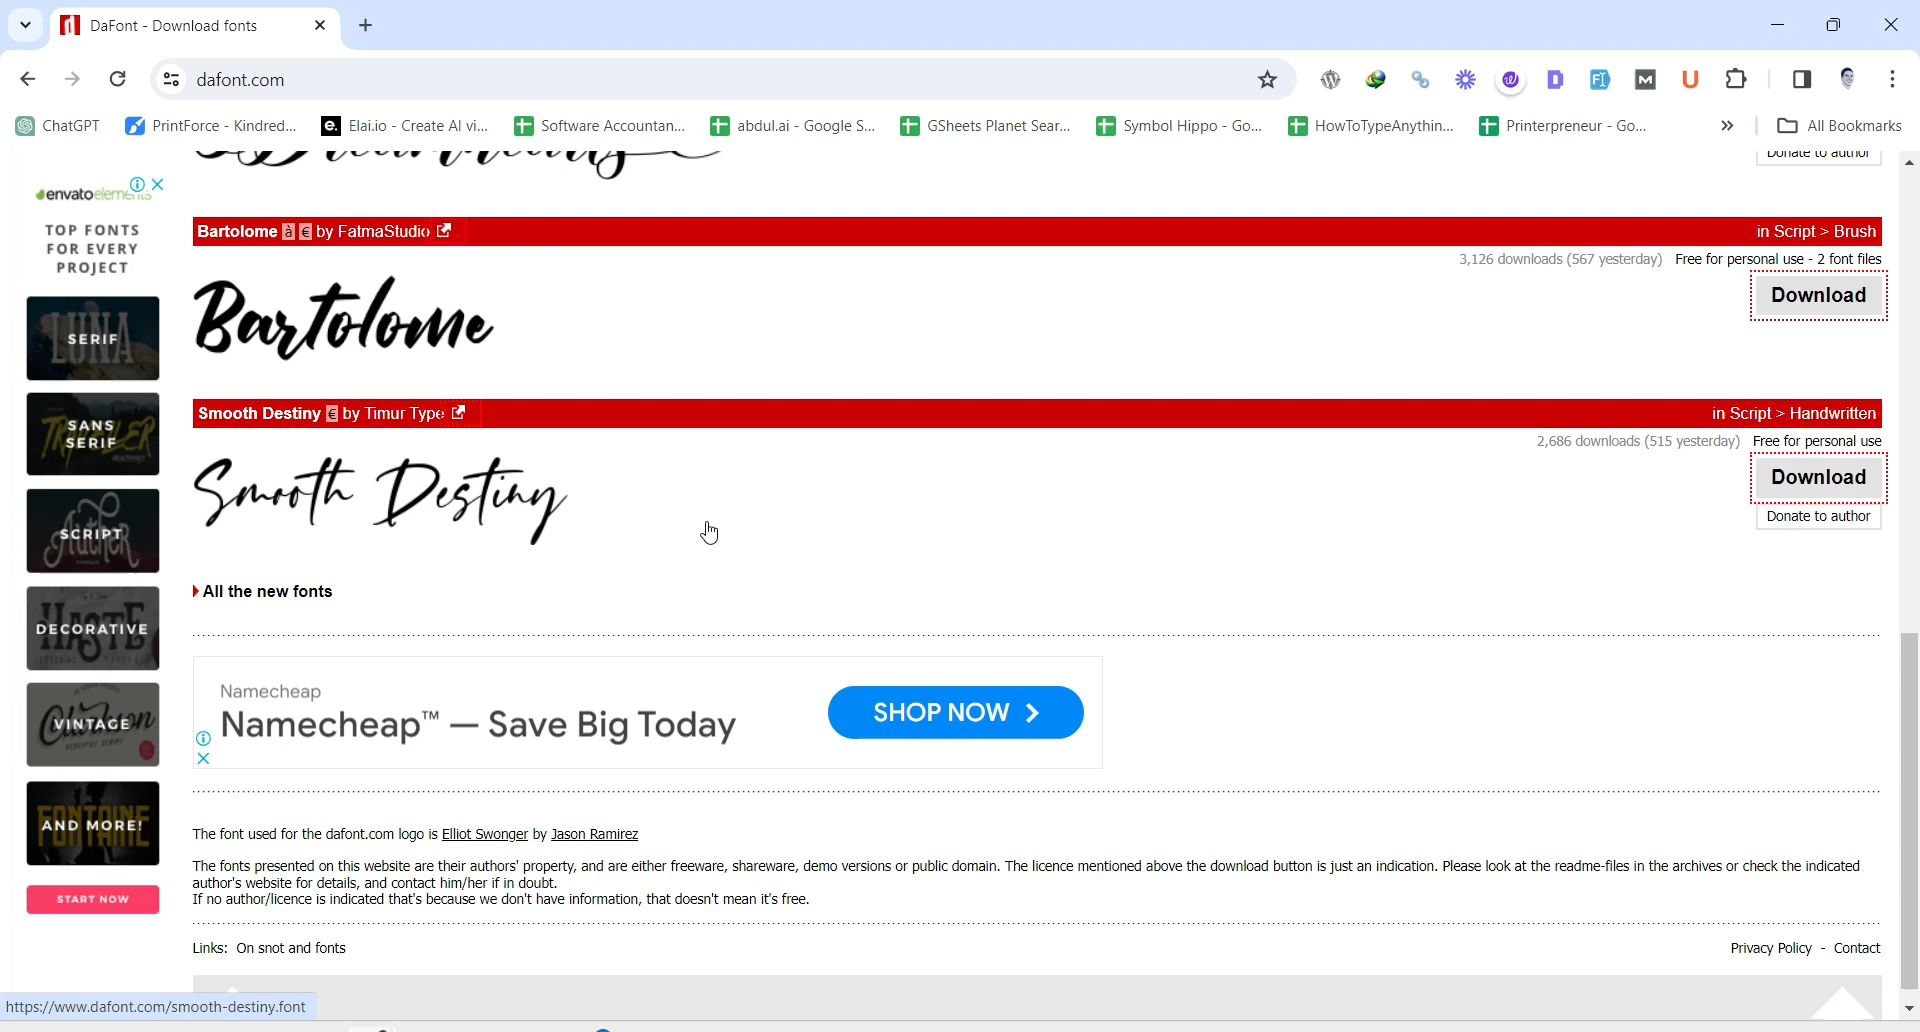 DaFont - Download fonts
dafont.com
ChatGPT
PrintForce - Kindred...
e. Elai.io - Create AI vi...
Software Accountan...
abdul.ai - Google S...
GSheets Planet Sear...
Symbol Hippo - Go...
HowToTypeAnythin...
Printerpreneur - Go...
»
All Bookmarks
Donate to author
envatoelements
TOP FONTS
FOR EVERY
PROJECT
Bartolome à € by FatmaStudio
in Script > Brush
3,126 downloads (567 yesterday) Free for personal use - 2 font files
Bartolome
Download
LUNA
SERIF
Smooth Destiny € by Timur Type
in Script > Handwritten
2,686 downloads (515 yesterday) Free for personal use
SANS
SERIF
Smooth Destiny
Download
Donate to author
Author
SCRIPT
All the new fonts
HASTE
DECORATIVE
Namecheap
Namecheap™ — Save Big Today
SHOP NOW
VINTAGE
FONTAINE
AND MORE!
The font used for the dafont.com logo is Elliot Swonger by Jason Ramirez
The fonts presented on this website are their authors' property, and are either freeware, shareware, demo versions or public domain. The licence mentioned above the download button is just an indication. Please look at the readme-files in the archives or check the indicated
author's website for details, and contact him/her if in doubt.
If no author/licence is indicated that's because we don't have information, that doesn't mean it's free.
START NOW
Links: On snot and fonts
Privacy Policy - Contact
https://www.dafont.com/smooth-destiny.font